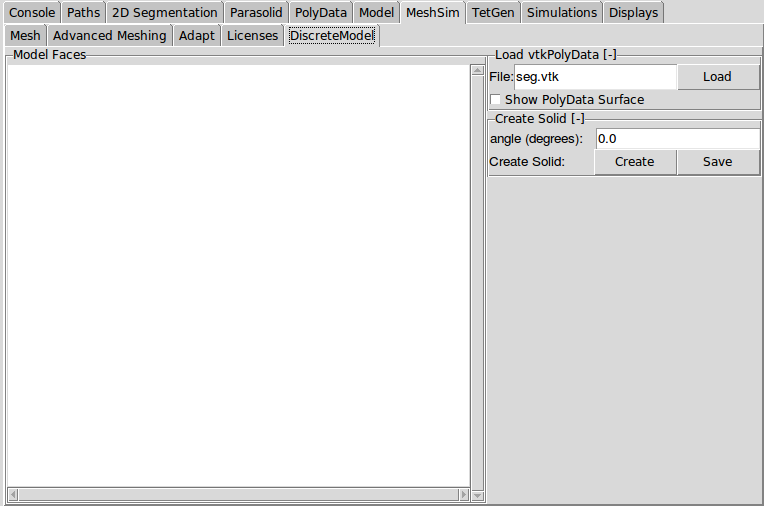 Console Paths 2D Segmentation Parasolid PolyData Model MeshSim TetGen Simulations Displays
Mesh Advanced Meshing Adapt Licenses DiscreteModel
Model Faces
Load vtkPolyData [-]
File: seg.vtk Load
Show PolyData Surface
Create Solid [-]
angle (degrees): 0.0
Create Solid: Create Save